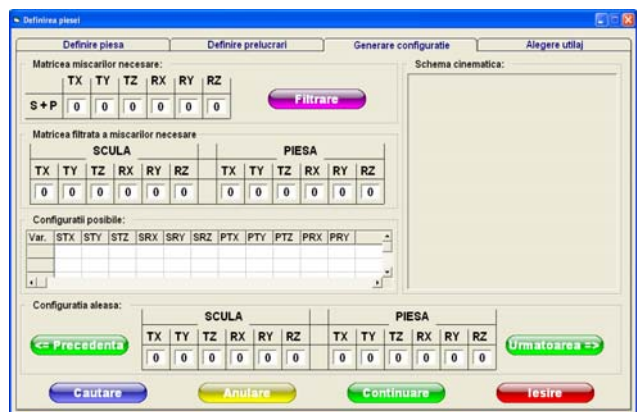 Definirea piesei
Definire piesa Definire prelucrari Generare configuratie Alegere utilaj
Matricea miscarilor necesare:
TX TY TZ RX RY RZ
S + P 0 0 0 0 0 0
Filtrare
Schema cinematica:
Matricea filtrata a miscarilor necesare
SCULA PIESA
TX TY TZ RX RY RZ TX TY TZ RX RY RZ
0 0 0 0 0 0 0 0 0 0 0 0
Configuratii posibile:
Var. STX STY STZ SRX SRY SRZ PTX PTY PTZ PRX PRY
Configuratia aleasa:
SCULA PIESA
<= Precedenta TX TY TZ RX RY RZ TX TY TZ RX RY RZ Urmatoarea =>
0 0 0 0 0 0 0 0 0 0 0 0
Cautare Anulare Continuare Iesire